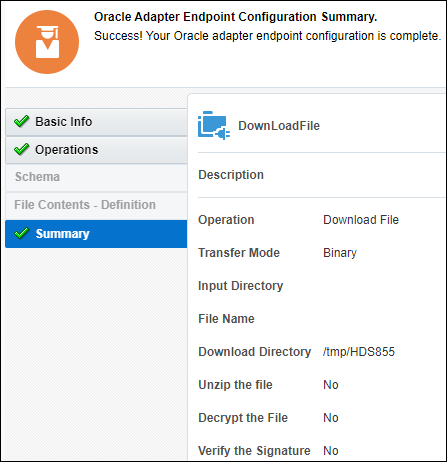 Oracle Adapter Endpoint Configuration Summary.
Success! Your Oracle adapter endpoint configuration is complete.
Basic Info
Operations
Schema
File Contents - Definition
Summary
DownLoadFile
Description
Operation Download File
Transfer Mode Binary
Input Directory
File Name
Download Directory /tmp/HDS855
Unzip the file No
Decrypt the File No
Verify the Signature No